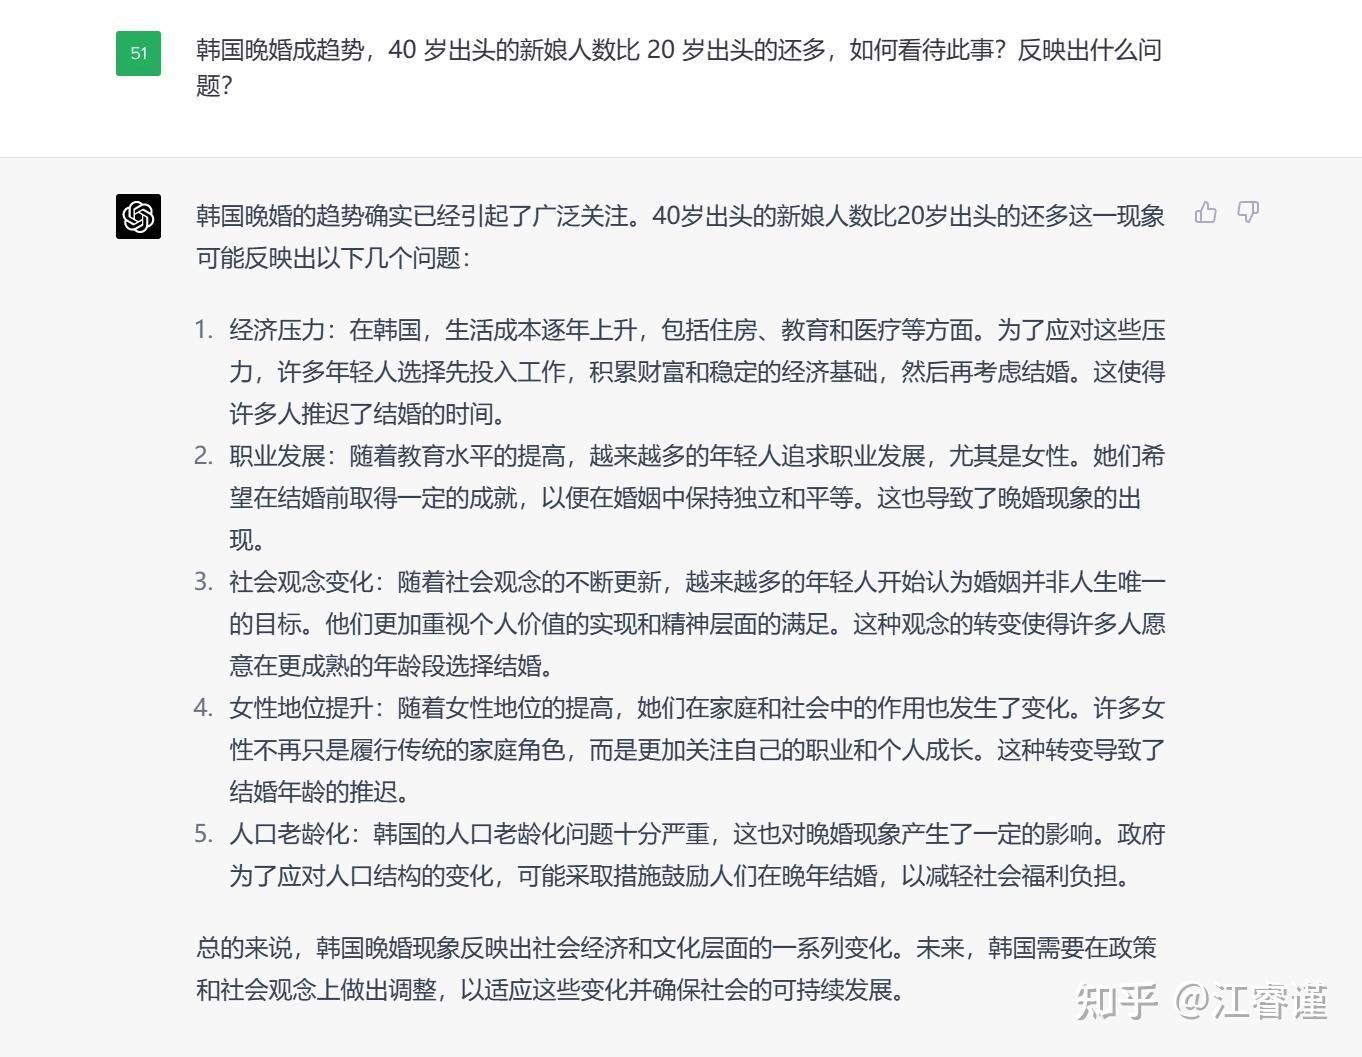 51
韩国晚婚成趋势，40 岁出头的新娘人数比 20 岁出头的还多，如何看待此事？反映出什么问
题？
韩国晚婚的趋势确实已经引起了广泛关注。40岁出头的新娘人数比20岁出头的还多这一现象
可能反映出以下几个问题：
1. 经济压力：在韩国，生活成本逐年上升，包括住房、教育和医疗等方面。为了应对这些压
力，许多年轻人选择先投入工作，积累财富和稳定的经济基础，然后再考虑结婚。这使得
许多人推迟了结婚的时间。
2. 职业发展：随着教育水平的提高，越来越多的年轻人追求职业发展，尤其是女性。她们希
望在结婚前取得一定的成就，以便在婚姻中保持独立和平等。这也导致了晚婚现象的出
现。
3. 社会观念变化：随着社会观念的不断更新，越来越多的年轻人开始认为婚姻并非人生唯一
的目标。他们更加重视个人价值的实现和精神层面的满足。这种观念的转变使得许多人愿
意在更成熟的年龄段选择结婚。
4. 女性地位提升：随着女性地位的提高，她们在家庭和社会中的作用也发生了变化。许多女
性不再只是履行传统的家庭角色，而是更加关注自己的职业和个人成长。这种转变导致了
结婚年龄的推迟。
5. 人口老龄化：韩国的人口老龄化问题十分严重，这也对晚婚现象产生了一定的影响。政府
为了应对人口结构的变化，可能采取措施鼓励人们在晚年结婚，以减轻社会福利负担。
总的来说，韩国晚婚现象反映出社会经济和文化层面的一系列变化。未来，韩国需要在政策
和社会观念上做出调整，以适应这些变化并确保社会的可持续发展。
知乎 @江睿谨